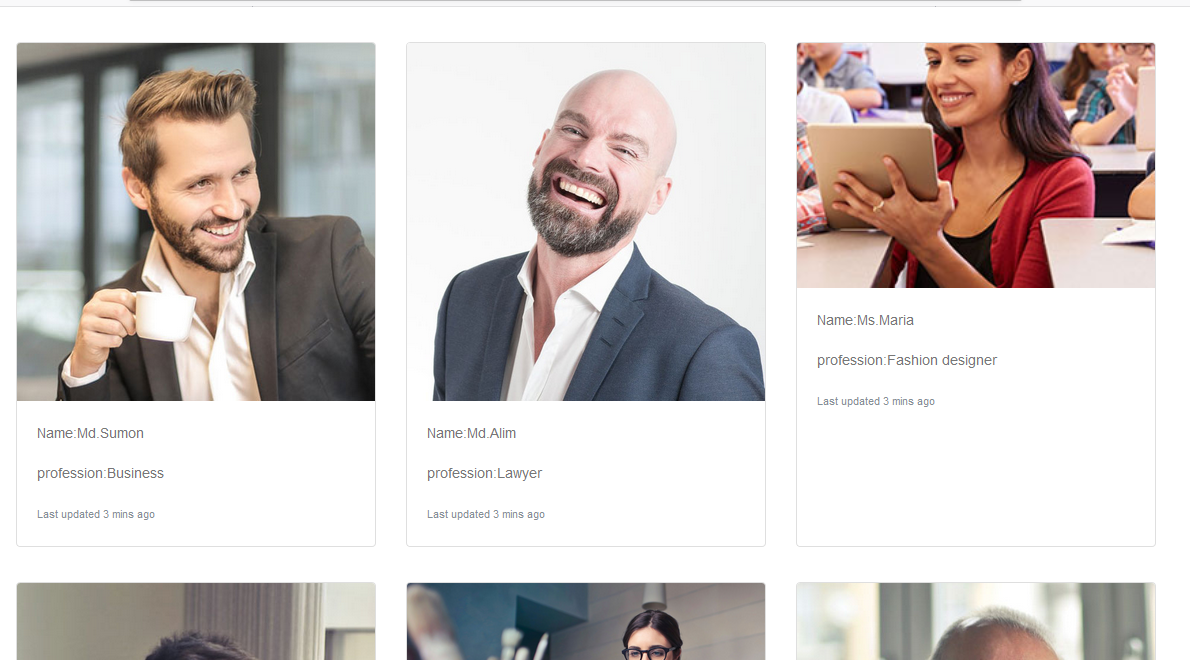 Name:Md.Sumon
profession:Business
Last updated 3 mins ago
Name:Md.Alim
profession:Lawyer
Last updated 3 mins ago
Name:Ms.Maria
profession:Fashion designer
Last updated 3 mins ago